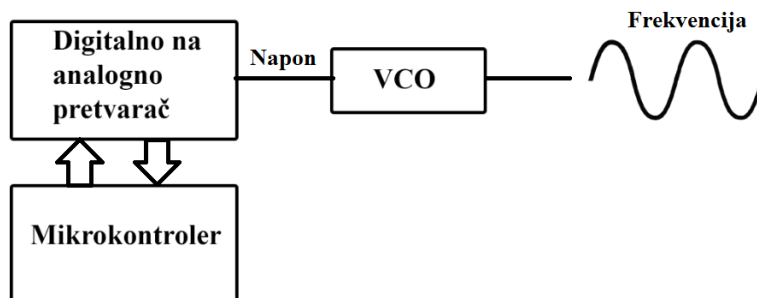 Digitalno na
analogno
pretvarač
Napon
VCO
Frekvencija
Mikrokontroler